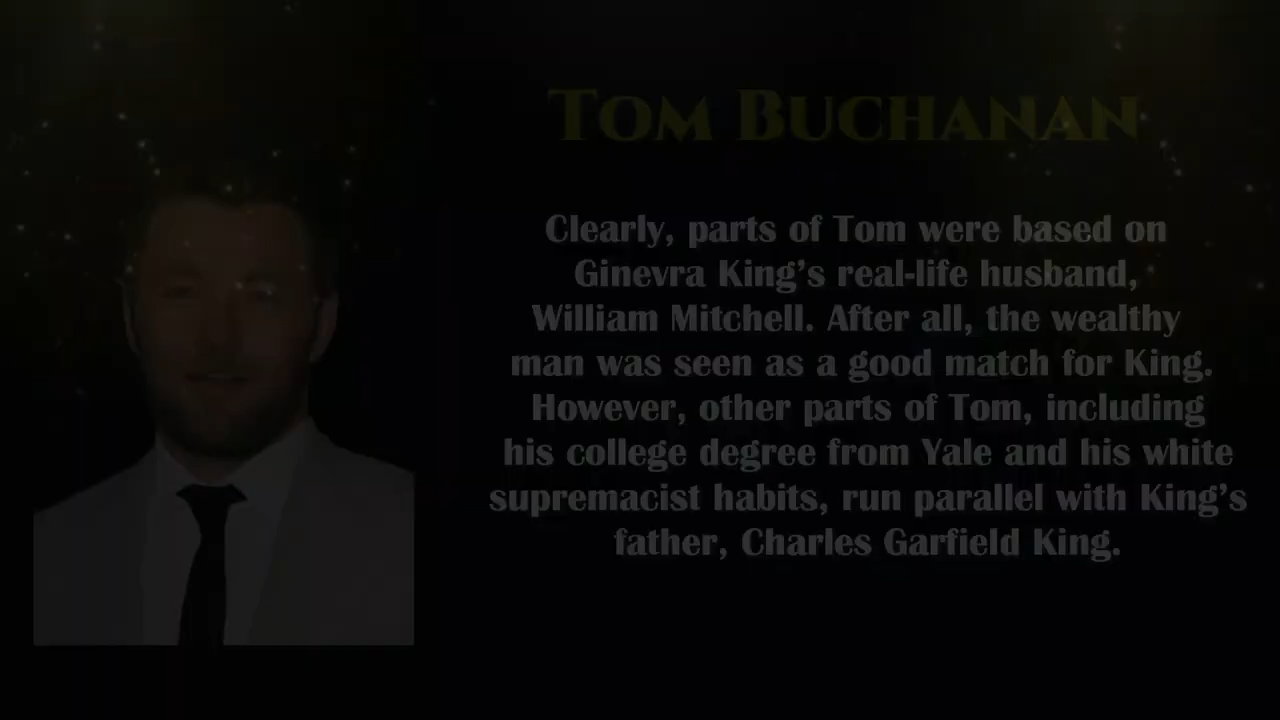 Tom Buchanan
Clearly, parts of Tom were based on
Ginevra King’s real-life husband,
William Mitchell. After all, the wealthy
man was seen as a good match for King.
However, other parts of Tom, including
his college degree from Yale and his white
supremacist habits, run parallel with King’s
father, Charles Garfield King.